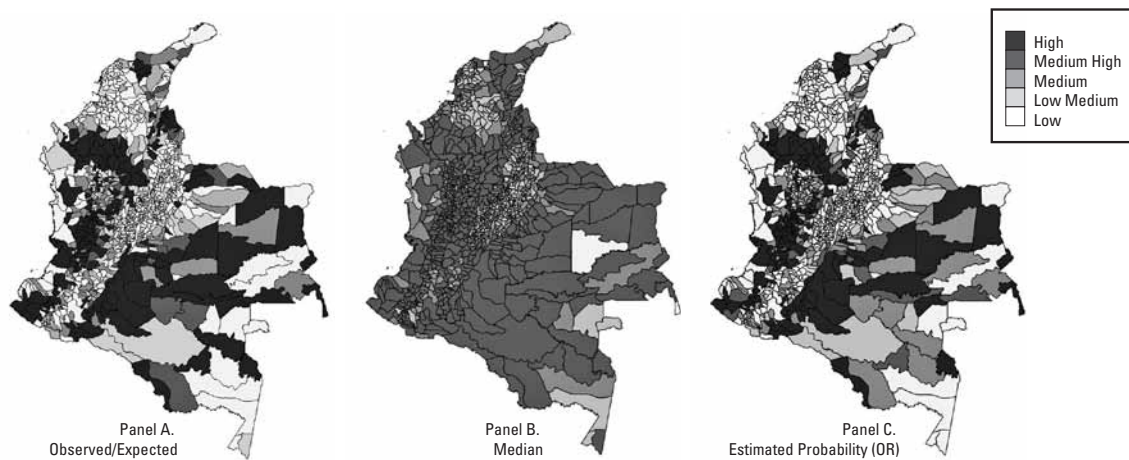 High
Medium High
Medium
Low Medium
Low
Panel A.
Observed/Expected
Panel B.
Median
Panel C.
Estimated Probability (OR)